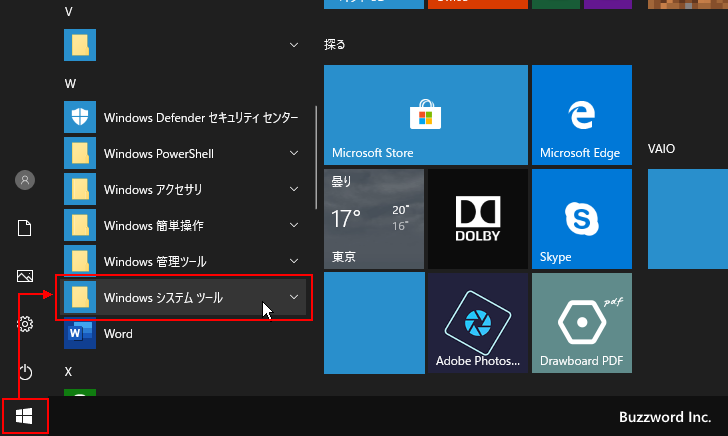 V
W
Windows Defender セキュリティ センター
Windows PowerShell
Windows アクセサリ
Windows 簡単操作
Windows 管理ツール
Windows システム ツール
Word
X
探る
Microsoft Store
Microsoft Edge
VAIO
曇り
17°
20°
16°
東京
DOLBY
Skype
Adobe Photos...
pdf
Drawboard PDF
Buzzword Inc.